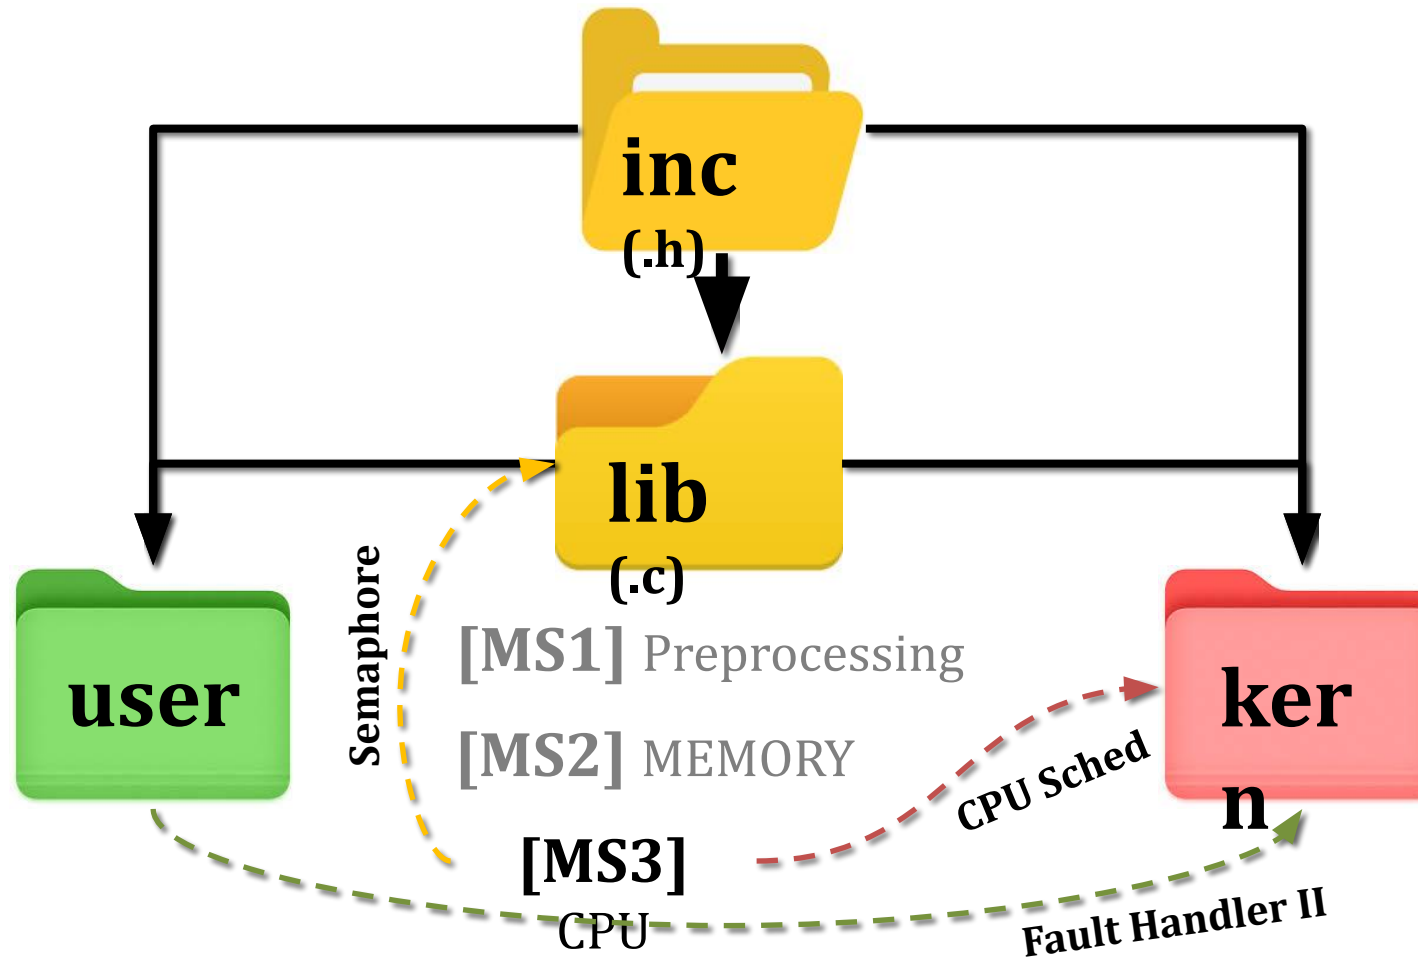 inc
(.h)
lib
(.c)
Semaphore
[MS1] Preprocessing
user
ker
n
[MS2] MEMORY
CPU Sched
[MS3]
CPU
Fault Handler II